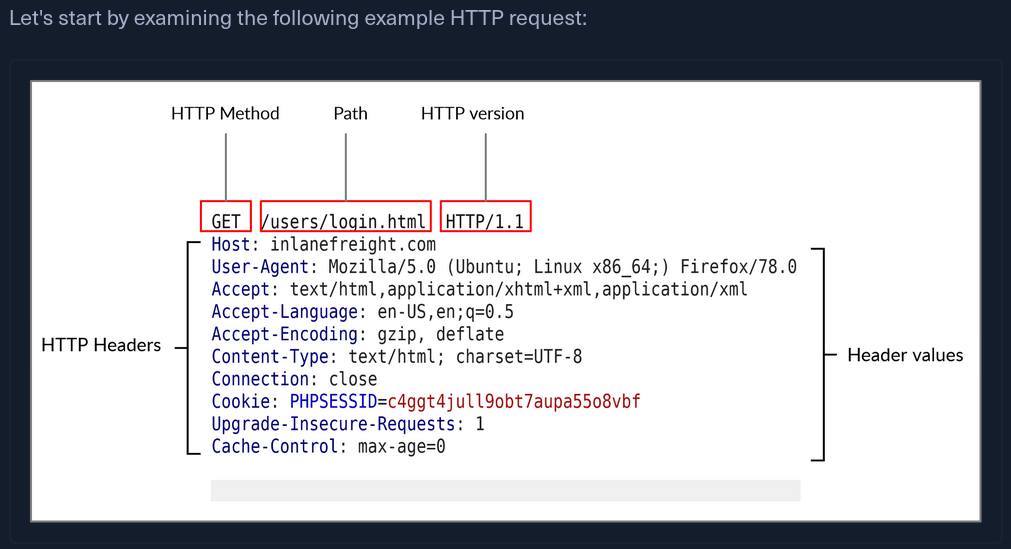 Let's start by examining the following example HTTP request:
HTTP Method Path HTTP version
GET /users/login.html HTTP/1.1
Host: inlanefreight.com
User-Agent: Mozilla/5.0 (Ubuntu; Linux x86_64;) Firefox/78.0
Accept: text/html,application/xhtml+xml,application/xml
Accept-Language: en-US,en;q=0.5
Accept-Encoding: gzip, deflate
HTTP Headers
Content-Type: text/html; charset=UTF-8
Header values
Connection: close
Cookie: PHPSESSID=c4ggt4jull9obt7aupa55o8vbf
Upgrade-Insecure-Requests: 1
Cache-Control: max-age=0